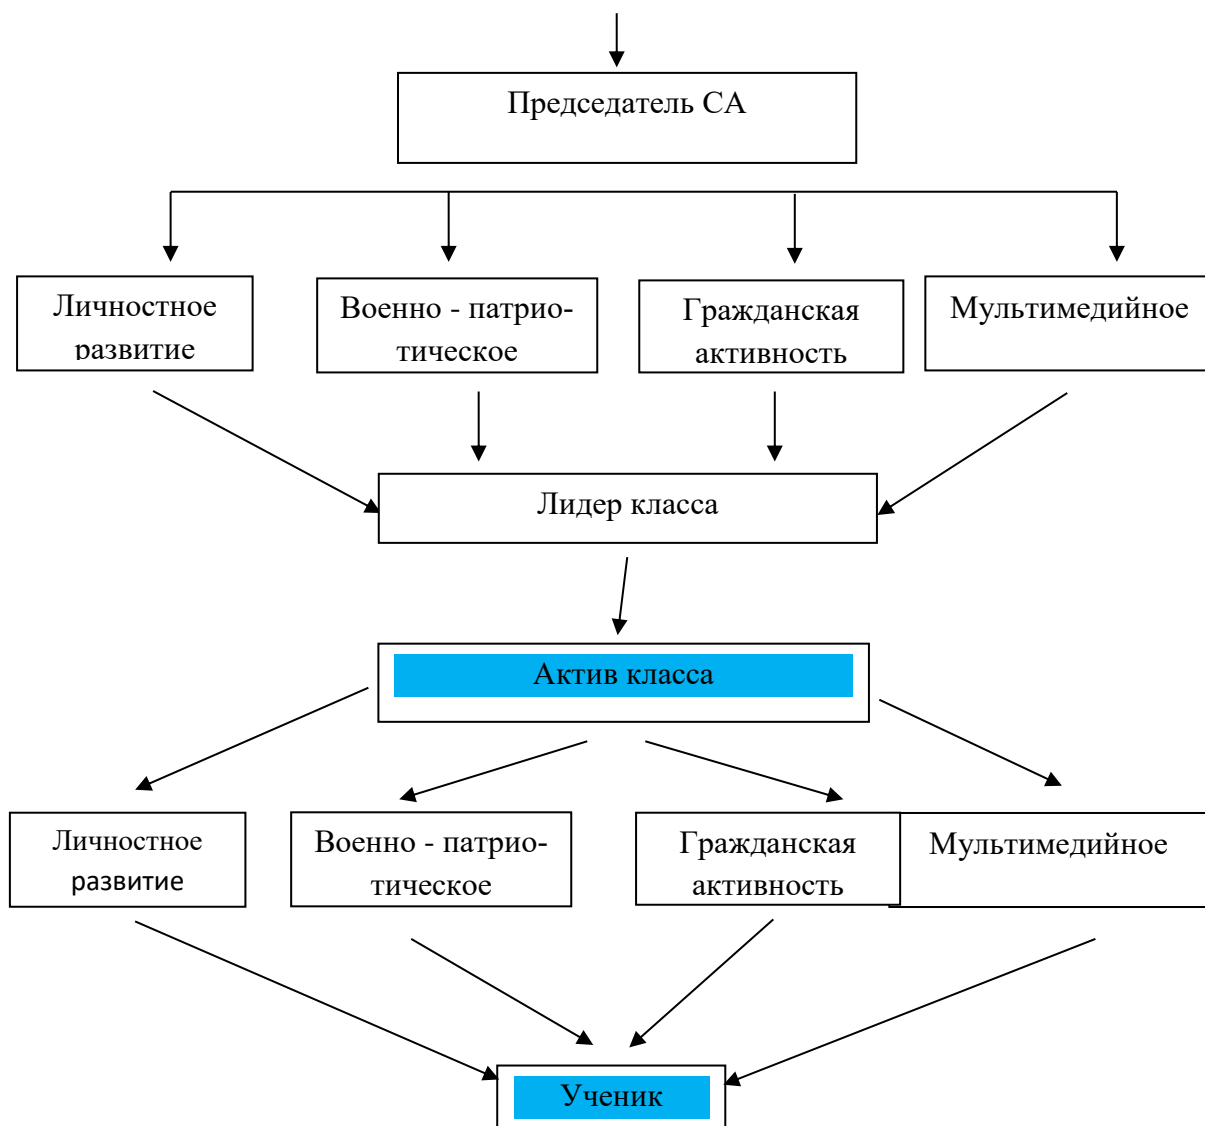 Председатель СА
Личностное
развитие
Военно - патрио-
тическое
Гражданская
активность
Мультимедийное
Лидер класса
Актив класса
Личностное
развитие
Военно - патрио-
тическое
Гражданская
активность
Мультимедийное
Ученик